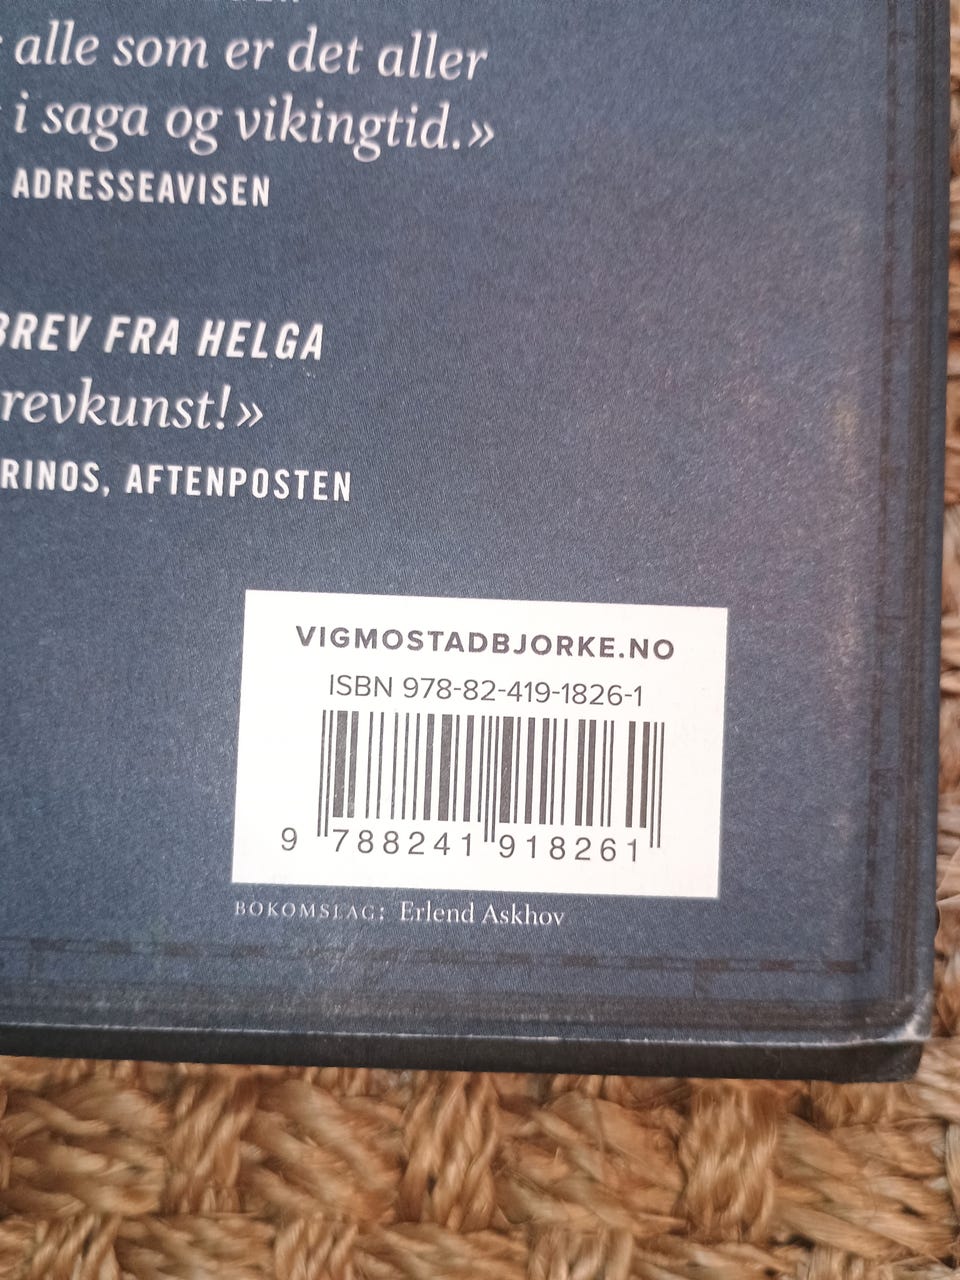 alle som er det aller
i saga og vikingtid.»
ADRESSEAVISEN
BREV FRA HELGA
revkunst!»
RINOS, AFTENPOSTEN
VIGMOSTADBJORKE.NO
ISBN 978-82-419-1826-1
9 788241 918261
BOKOMSLAG: Erlend Askhov